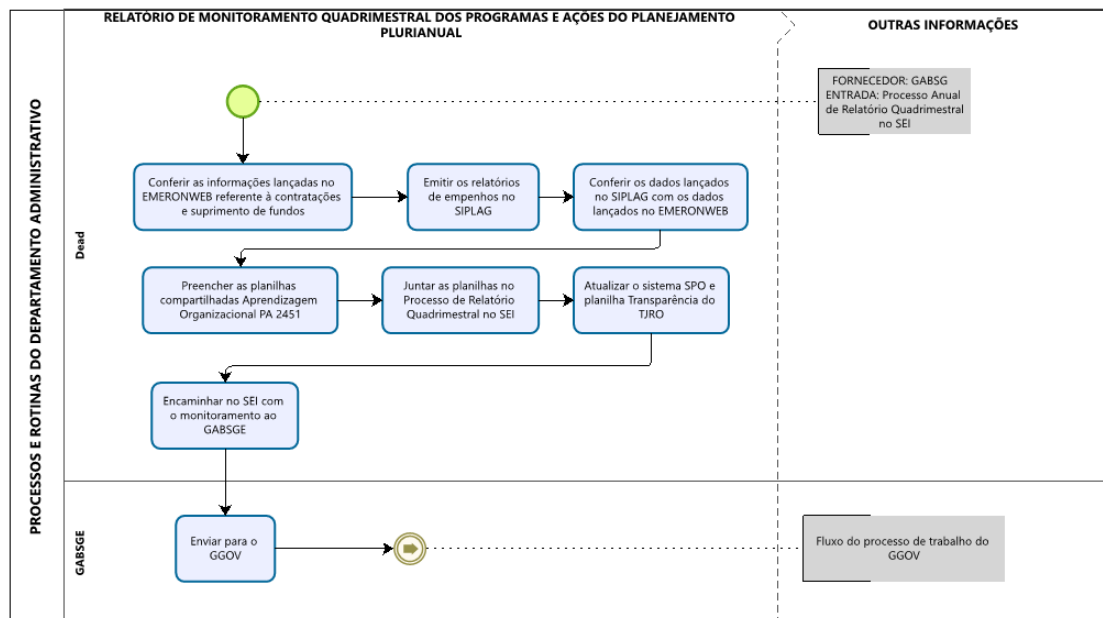 RELATÓRIO DE MONITORAMENTO QUADRIMESTRAL DOS PROGRAMAS E AÇÕES DO PLANEJAMENTO
PLURIANUAL
OUTRAS INFORMAÇÕES
PROCESSOS E ROTINAS DO DEPARTAMENTO ADMINISTRATIVO
Dead
FORNECEDOR: GABSG
ENTRADA: Processo Anual
de Relatório Quadrimestral
no SEI
Conferir as informações lançadas no
EMERONWEB referente à contratações
e suprimento de fundos
Emitir os relatórios
de empenhos no
SIPLAG
Conferir os dados lançados
no SIPLAG com os dados
lançados no EMERONWEB
Preencher as planilhas
compartilhadas Aprendizagem
Organizacional PA 2451
Juntar as planilhas no
Processo de Relatório
Quadrimestral no SEI
Atualizar o sistema SPO e
planilha Transparência do
TJRO
Encaminhar no SEI com
o monitoramento ao
GABSGE
GABSGE
Enviar para o
GGOV
Fluxo do processo de trabalho do
GGOV